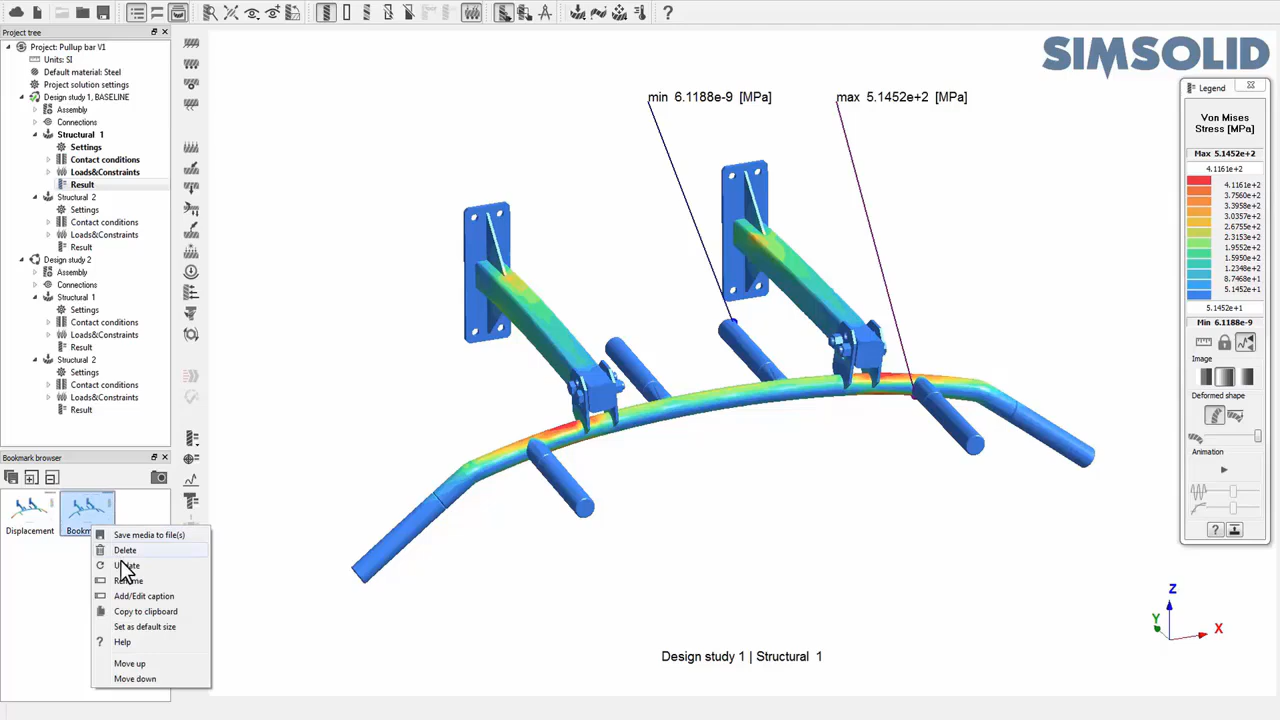 SIMSOLID
Project tree
Project: Pullup bar V1
Units: SI
Default material: Steel
Project solution settings
Design study 1, BASELINE
Assembly
Connections
Structural 1
Settings
Contact conditions
Loads&Constraints
Result
Structural 2
Settings
Contact conditions
Loads&Constraints
Result
Design study 2
Assembly
Connections
Structural 1
Settings
Contact conditions
Loads&Constraints
Result
Structural 2
Settings
Contact conditions
Loads&Constraints
Result
Bookmark browser
Displacement
Save media to file(s)
Delete
Add/Edit caption
Copy to clipboard
Set as default size
Help
Move up
Move down
min 6.1188e-9 [MPa]
max 5.1452e+2 [MPa]
Design study 1 | Structural 1
Z
Y
X
Legend
Von Mises
Stress [MPa]
Max 5.1452e+2
4.1161e+2
4.1161e+2
3.7560e+2
3.3959e+2
3.0357e+2
2.6755e+2
2.3153e+2
1.9552e+2
1.5950e+2
1.2348e+2
8.7468e+1
5.1452e+1
5.1452e+1
Min 6.1188e-9
Image
Deformed shape
Animation